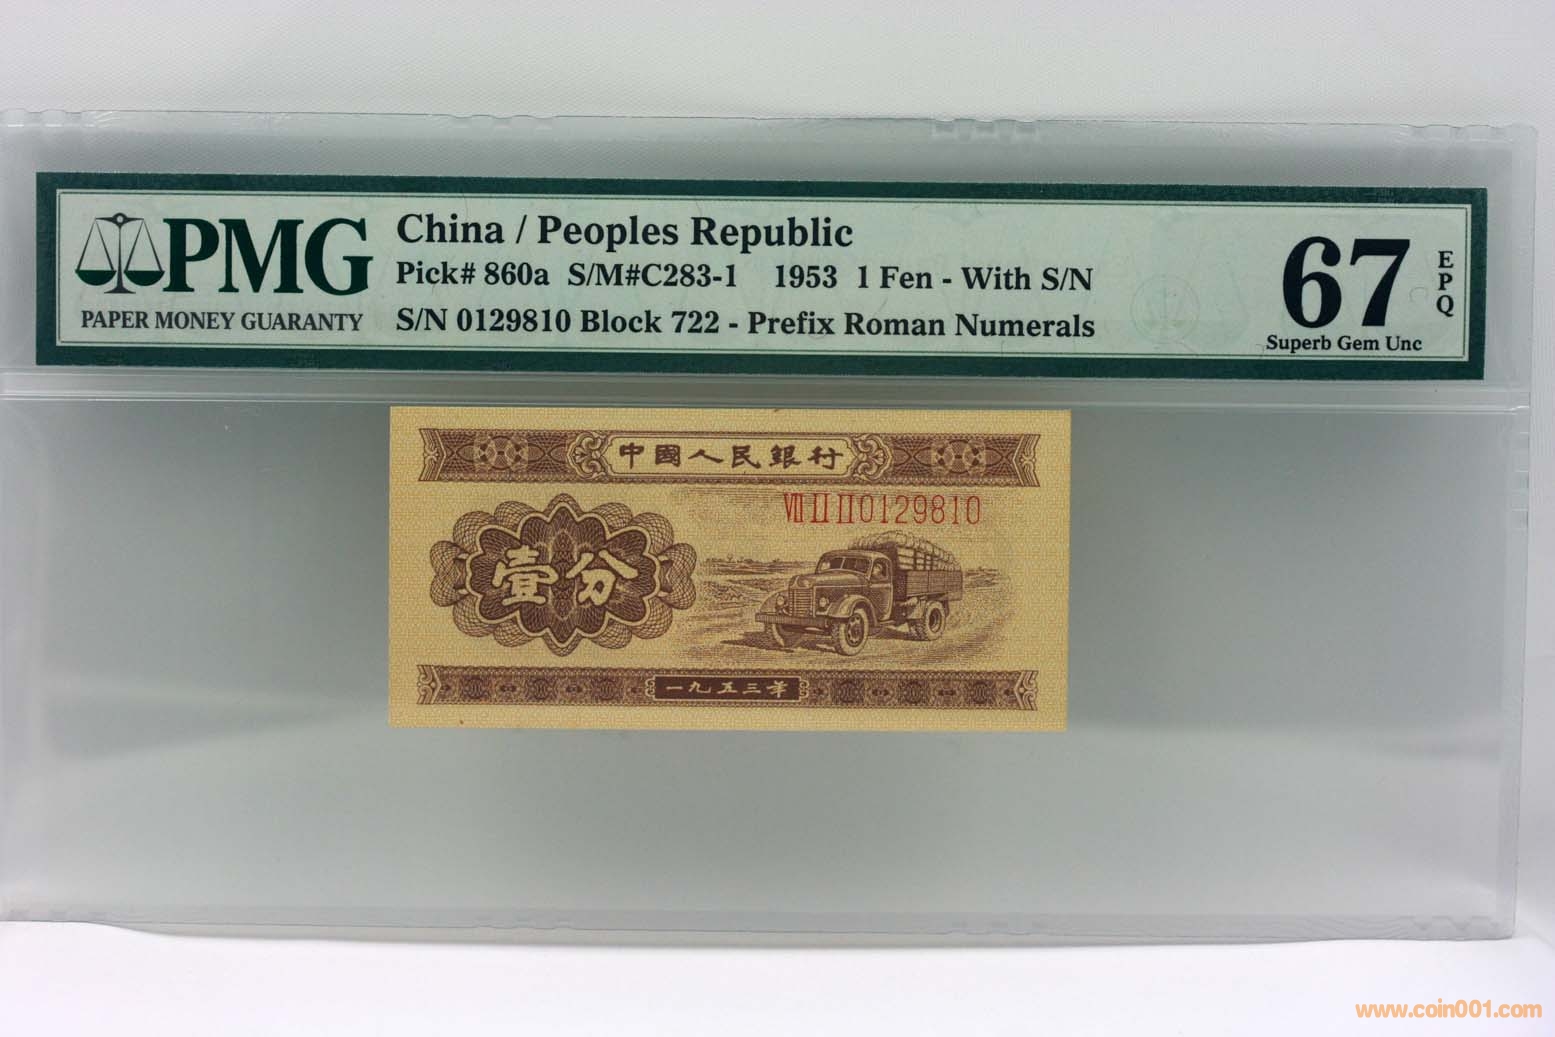 PMG
PAPER MONEY GUARANTY
China / Peoples Republic
Pick# 860a S/M#C283-1 1953 1 Fen - With S/N
S/N 0129810 Block 722 - Prefix Roman Numerals
67
EPQ
Superb Gem Unc
中國人民銀行
VII II II 0129810
壹分
一九五三年
www.coin001.com